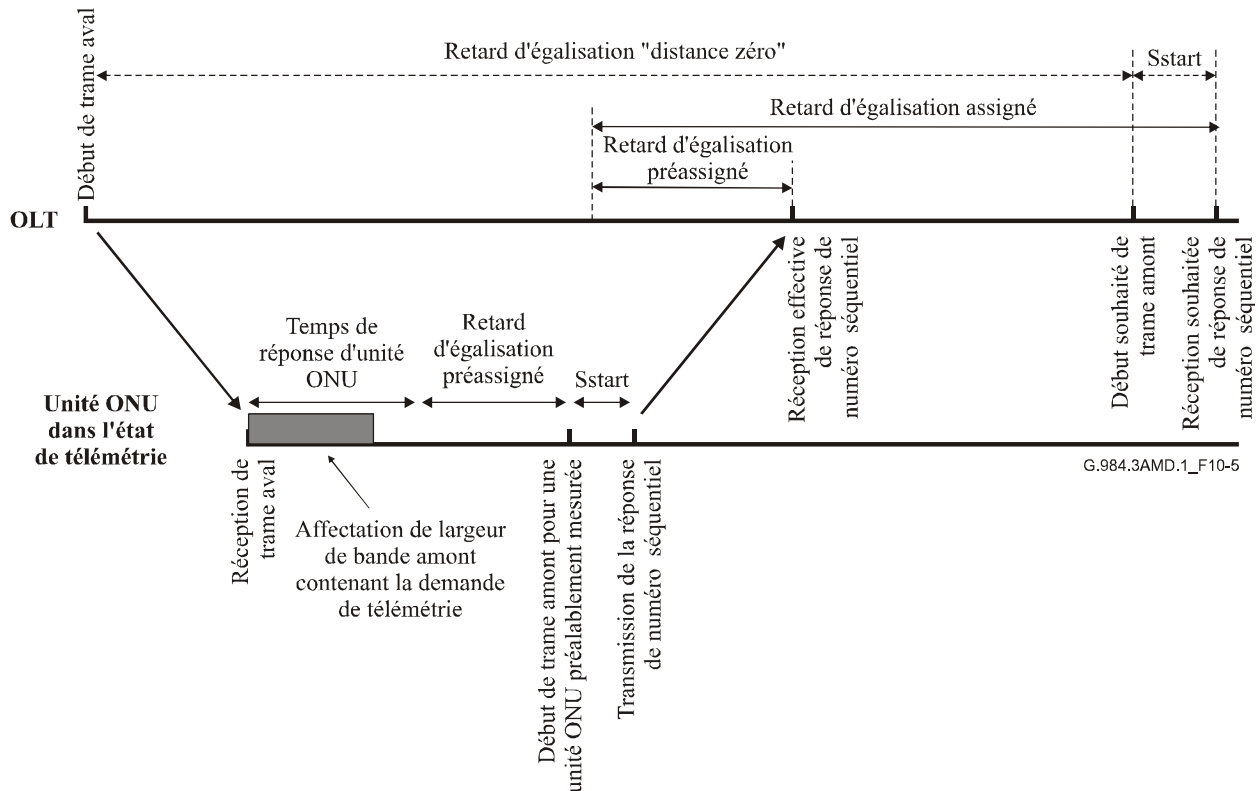 Début de trame aval
Retard d'égalisation "distance zéro"
Sstart
Retard d'égalisation assigné
Retard d'égalisation
préassigné
OLT
Réception effective
de réponse de
numéro séquentiel
Début souhaité de
trame amont
Réception souhaitée
de réponse de
numéro séquentiel
Temps de
réponse d'unité
ONU
Retard
d'égalisation
préassigné
Sstart
Unité ONU
dans l'état
de télémétrie
G.984.3AMD.1_F10-5
Réception de
trame aval
Affectation de largeur
de bande amont
contenant la demande
de télémétrie
Début de trame amont pour une
unité ONU préalablement mesurée
Transmission de la réponse
de numéro séquentiel